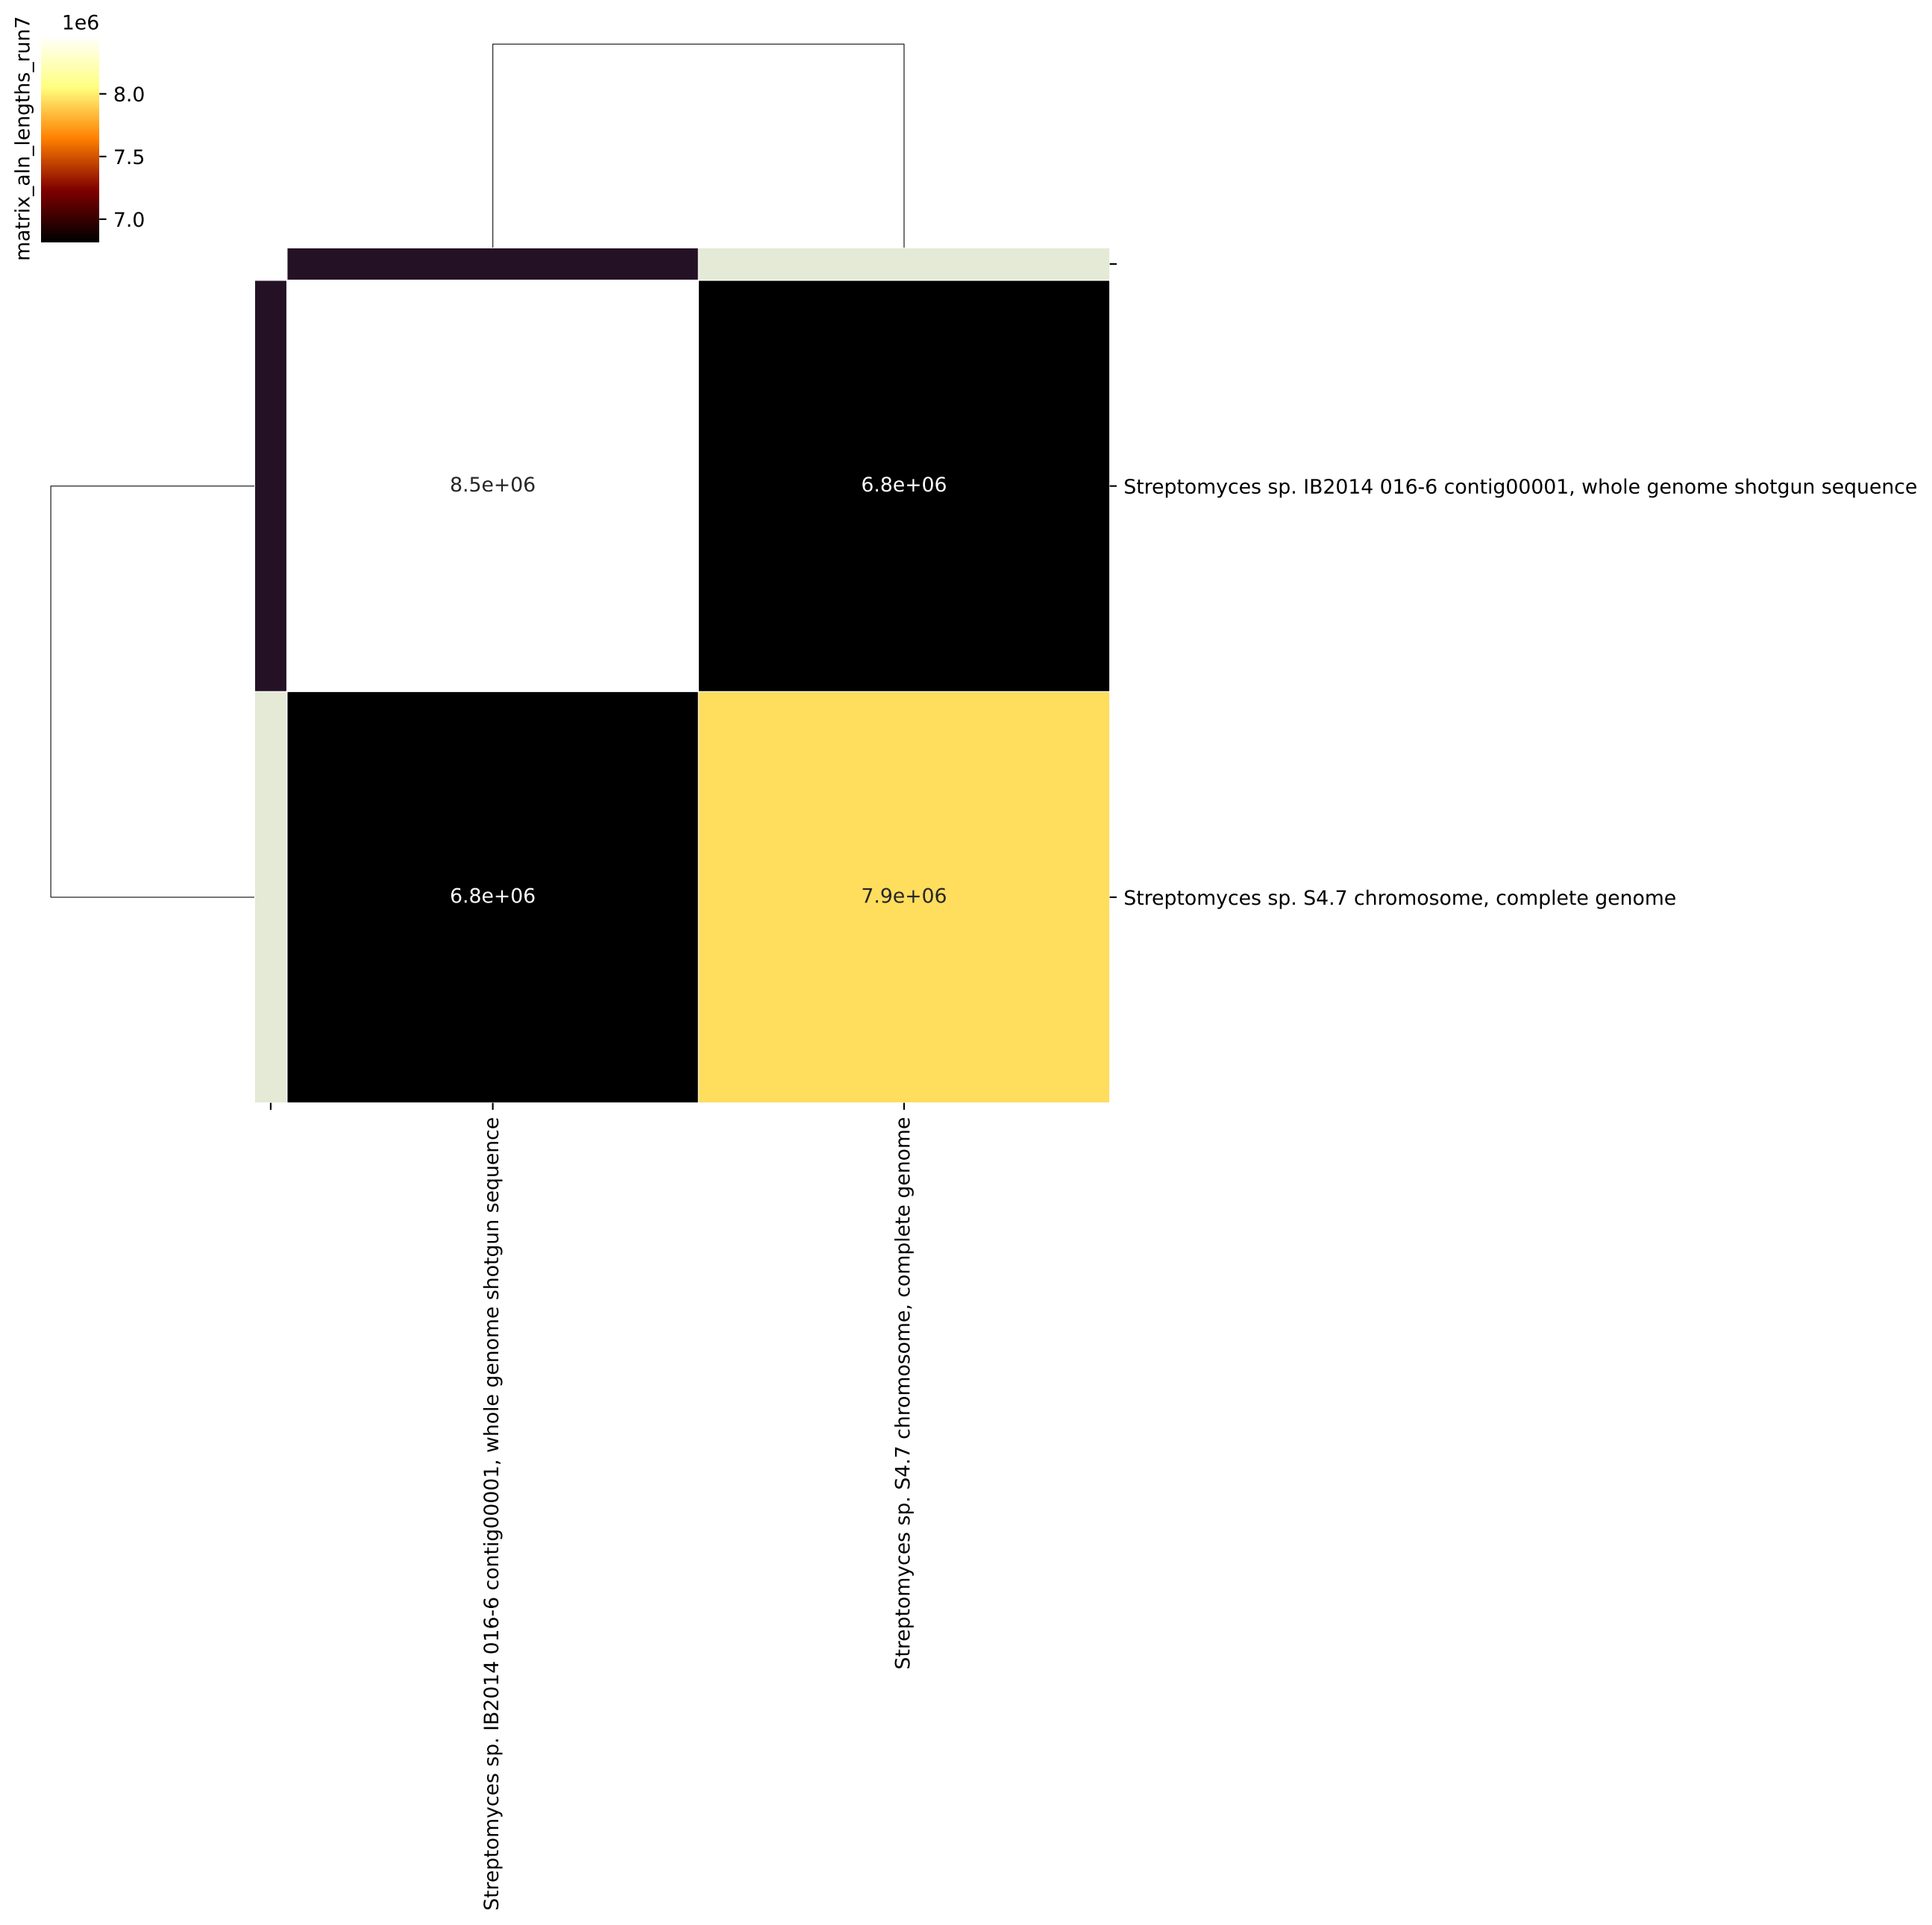 matrix_aln_lengths_run7
1e6
8.0
7.5
7.0
8.5e+06
6.8e+06
Streptomyces sp. IB2014 016-6 contig00001, whole genome shotgun sequence
6.8e+06
7.9e+06
Streptomyces sp. S4.7 chromosome, complete genome
Streptomyces sp. IB2014 016-6 contig00001, whole genome shotgun sequence
Streptomyces sp. S4.7 chromosome, complete genome